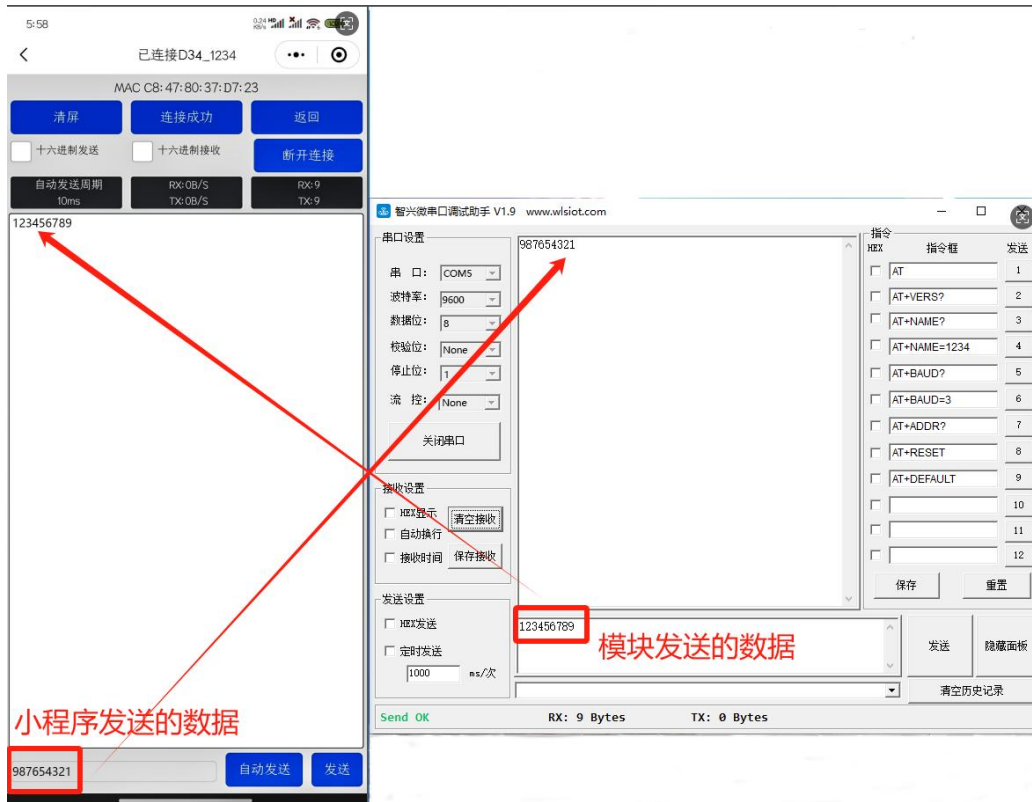 5:58
0.24 KB/s HD
已连接D34_1234
MAC C8:47:80:37:D7:23
清屏 连接成功 返回
十六进制发送 十六进制接收 断开连接
自动发送周期 RX:0B/S RX:9
10ms TX:0B/S TX:9
123456789
小程序发送的数据
987654321 自动发送 发送
智兴微串口调试助手 V1.9 www.wlsiot.com
串口设置
串 口: COM5
波特率: 9600
数据位: 8
校验位: None
停止位: 1
流 控: None
关闭串口
接收设置
HEX显示 清空接收
自动换行
接收时间 保存接收
发送设置
HEX发送
定时发送
1000 ms/次
987654321
123456789
模块发送的数据
指令
HEX 指令框 发送
AT 1
AT+VERS? 2
AT+NAME? 3
AT+NAME=1234 4
AT+BAUD? 5
AT+BAUD=3 6
AT+ADDR? 7
AT+RESET 8
AT+DEFAULT 9
10
11
12
保存 重置
发送 隐藏面板
清空历史记录
Send OK RX: 9 Bytes TX: 0 Bytes